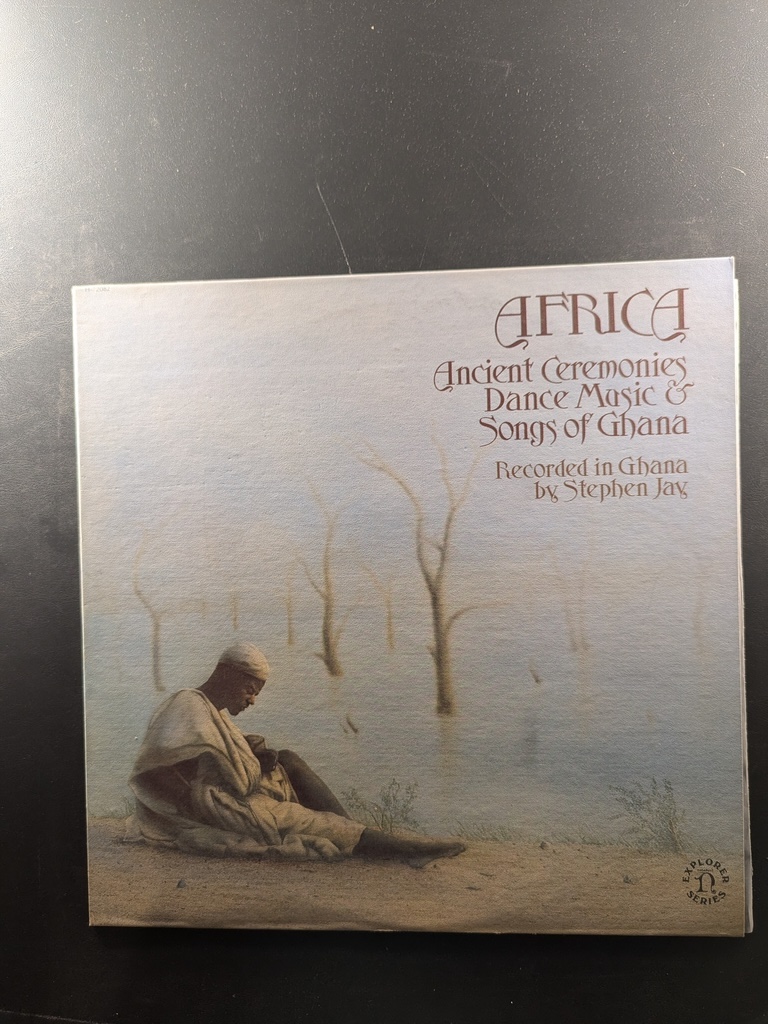 AFRICA
Ancient Ceremonies
Dance Music &
Songs of Ghana
Recorded in Ghana
by Stephen Jay
EXPLORER
n
SERIES